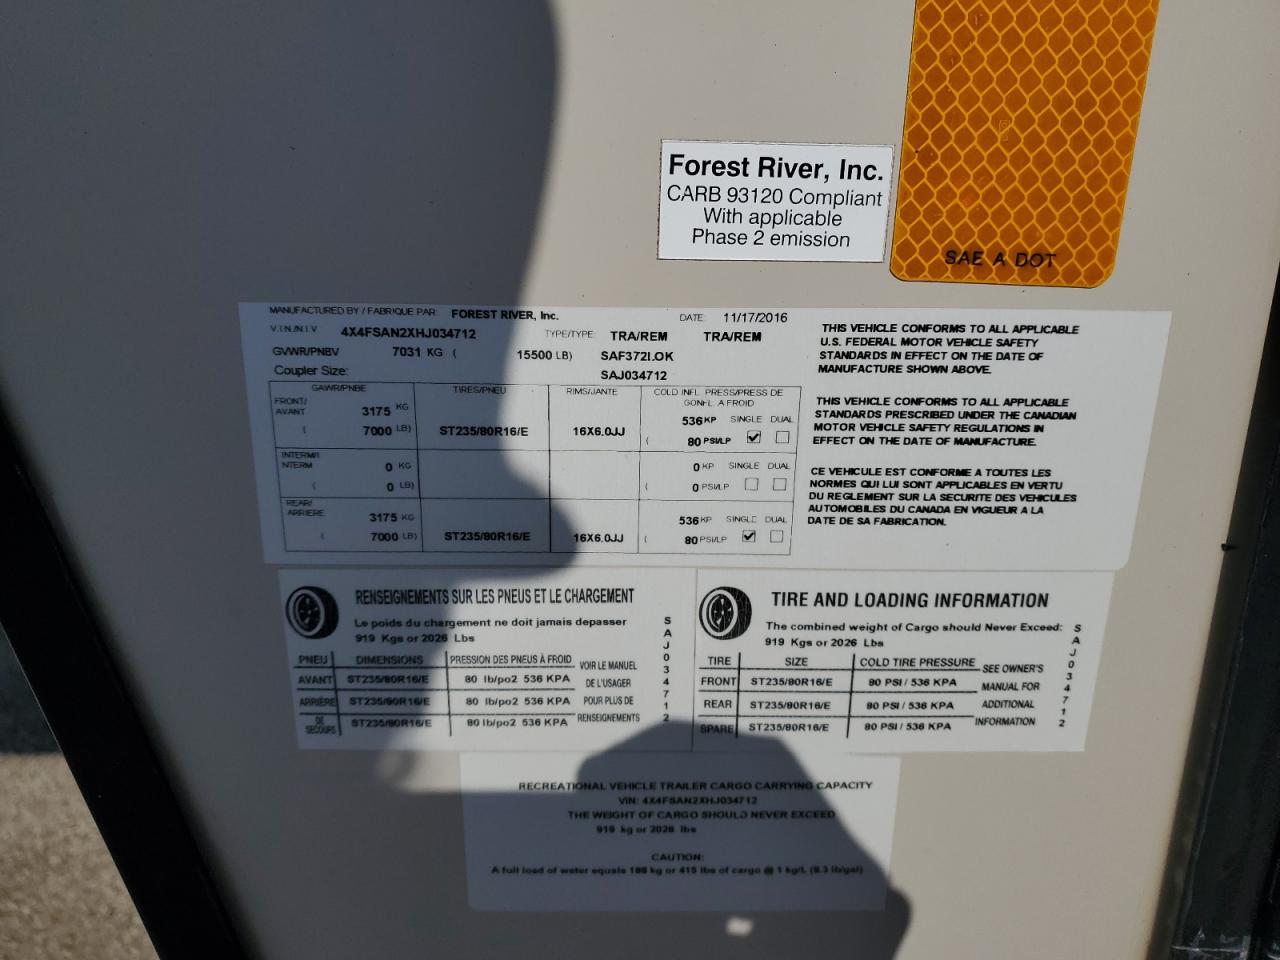 Forest River, Inc.
CARB 93120 Compliant
With applicable
Phase 2 emission
SAE A DOT
MANUFACTURED BY / FABRIQUE PAR: FOREST RIVER, Inc. DATE: 11/17/2016
V.I.N./N.I.V. 4X4FSAN2XHJ034712 TYPE/TYPE: TRA/REM TRA/REM
GVWR/PNBV 7031 KG ( 15500 LB) SAF372I.OK
Coupler Size: SAJ034712
GAWR/PNBE TIRES/PNEU RIMS/JANTE COLD INFL. PRESS/PRESS DE
GONFL. A FROID
FRONT/
AVANT 3175 KG 536 KP SINGLE DUAL
( 7000 LB) ST235/80R16/E 16X6.0JJ ( 80 PSI/LP
INTERM/I
NTERM 0 KG 0 KP SINGLE DUAL
( 0 LB) ( 0 PSI/LP
REAR/
ARRIERE 3175 KG 536 KP SINGLE DUAL
( 7000 LB) ST235/80R16/E 16X6.0JJ ( 80 PSI/LP
THIS VEHICLE CONFORMS TO ALL APPLICABLE
U.S. FEDERAL MOTOR VEHICLE SAFETY
STANDARDS IN EFFECT ON THE DATE OF
MANUFACTURE SHOWN ABOVE.
THIS VEHICLE CONFORMS TO ALL APPLICABLE
STANDARDS PRESCRIBED UNDER THE CANADIAN
MOTOR VEHICLE SAFETY REGULATIONS IN
EFFECT ON THE DATE OF MANUFACTURE.
CE VEHICULE EST CONFORME A TOUTES LES
NORMES QUI LUI SONT APPLICABLES EN VERTU
DU REGLEMENT SUR LA SECURITE DES VEHICULES
AUTOMOBILES DU CANADA EN VIGUEUR A LA
DATE DE SA FABRICATION.
RENSEIGNEMENTS SUR LES PNEUS ET LE CHARGEMENT
Le poids du chargement ne doit jamais depasser
919 Kgs or 2026 Lbs
PNEU DIMENSIONS PRESSION DES PNEUS À FROID VOIR LE MANUEL
AVANT ST235/80R16/E 80 lb/po2 536 KPA DE L'USAGER
ARRIÈRE ST235/80R16/E 80 lb/po2 536 KPA POUR PLUS DE
DE
SECOURS ST235/80R16/E 80 lb/po2 536 KPA RENSEIGNEMENTS
SAJ034712
TIRE AND LOADING INFORMATION
The combined weight of Cargo should Never Exceed:
919 Kgs or 2026 Lbs
TIRE SIZE COLD TIRE PRESSURE SEE OWNER'S
FRONT ST235/80R16/E 80 PSI / 536 KPA MANUAL FOR
REAR ST235/80R16/E 80 PSI / 536 KPA ADDITIONAL
SPARE ST235/80R16/E 80 PSI / 536 KPA INFORMATION
SAJ034712
RECREATIONAL VEHICLE TRAILER CARGO CARRYING CAPACITY
VIN: 4X4FSAN2XHJ034712
THE WEIGHT OF CARGO SHOULD NEVER EXCEED
919 kg or 2026 lbs
CAUTION:
A full load of water equals 188 kg or 415 lbs of cargo @ 1 kg/L (8.3 lb/gal)